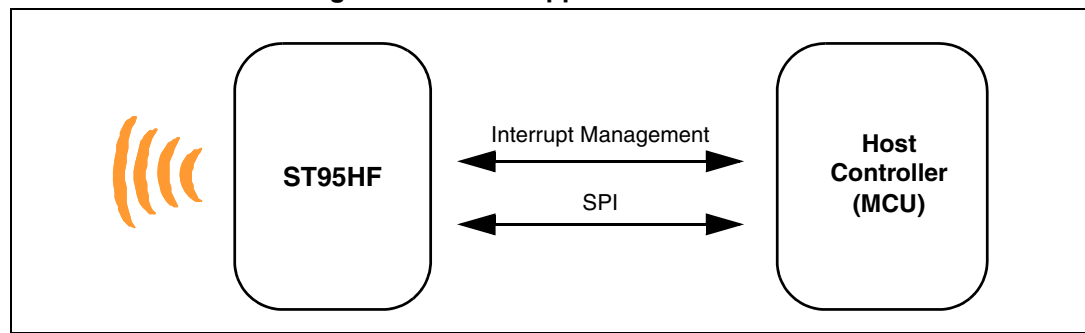 Interrupt Management
ST95HF
SPI
Host
Controller
(MCU)